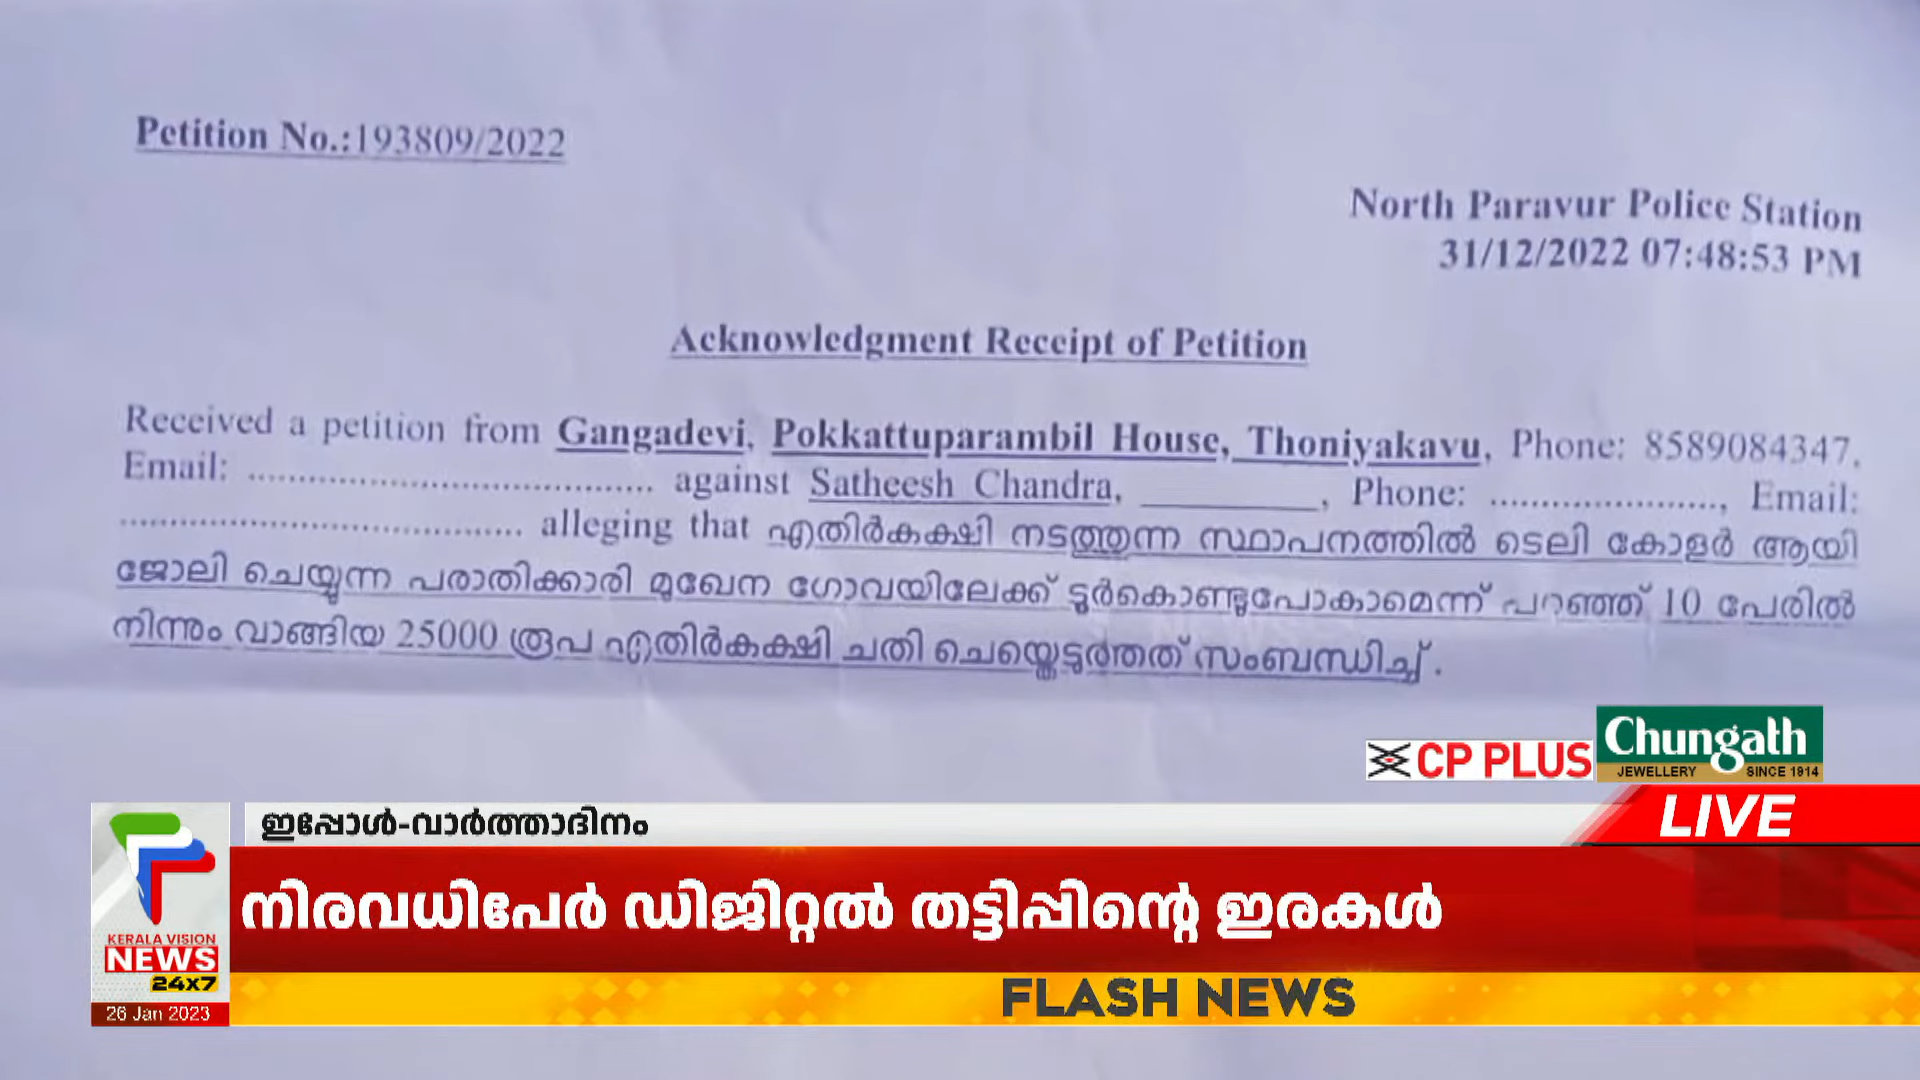 Petition No.:193809/2022
North Paravur Police Station
31/12/2022 07:48:53 PM
Acknowledgment Receipt of Petition
Received a petition from Gangadevi, Pokkattuparambil House, Thoniyakavu, Phone: 8589084347,
Email: ........................................ against Satheesh Chandra, __________, Phone: ......................, Email:
........................................ alleging that എതിർകക്ഷി നടത്തുന്ന സ്ഥാപനത്തിൽ ടെലി കോളർ ആയി
ജോലി ചെയ്യുന്ന പരാതിക്കാരി മുഖേന ഗോവയിലേക്ക് ടൂർകൊണ്ടുപോകാമെന്ന് പറഞ്ഞ് 10 പേരിൽ
നിന്നും വാങ്ങിയ 25000 രൂപ എതിർകക്ഷി ചതി ചെയ്തെടുത്തത് സംബന്ധിച്ച് .
CP PLUS
Chungath
JEWELLERY SINCE 1914
LIVE
ഇപ്പോൾ-വാർത്താദിനം
നിരവധിപേർ ഡിജിറ്റൽ തട്ടിപ്പിന്റെ ഇരകൾ
KERALA VISION
NEWS
24x7
26 Jan 2023
FLASH NEWS